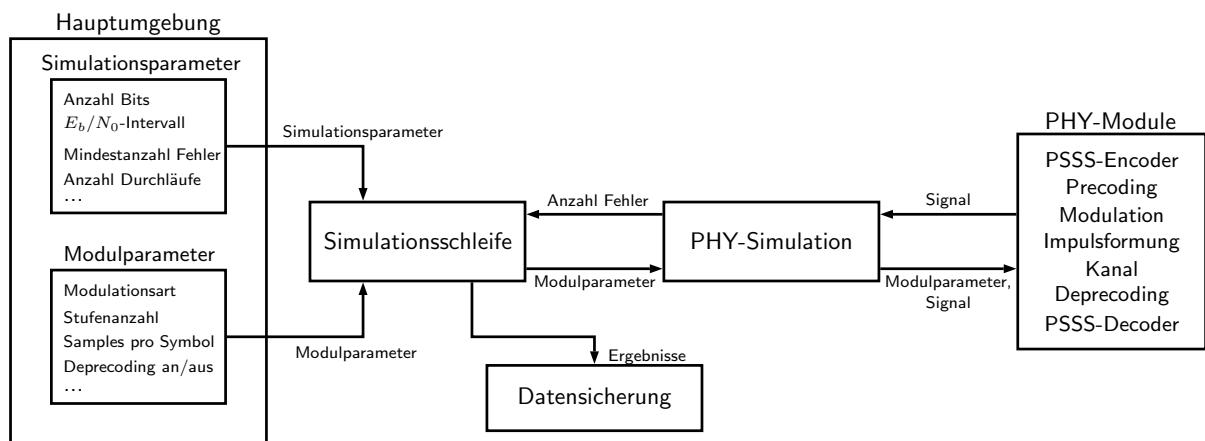 Hauptumgebung
Simulationsparameter
Anzahl Bits
E_b/N_0-Intervall
Mindestanzahl Fehler
Anzahl Durchläufe
...
Modulparameter
Modulationsart
Stufenanzahl
Samples pro Symbol
Deprecoding an/aus
...
Simulationsparameter
Modulparameter
Simulationsschleife
Anzahl Fehler
Modulparameter
Ergebnisse
Datensicherung
PHY-Simulation
Signal
Modulparameter,
Signal
PHY-Module
PSSS-Encoder
Precoding
Modulation
Impulsformung
Kanal
Deprecoding
PSSS-Decoder